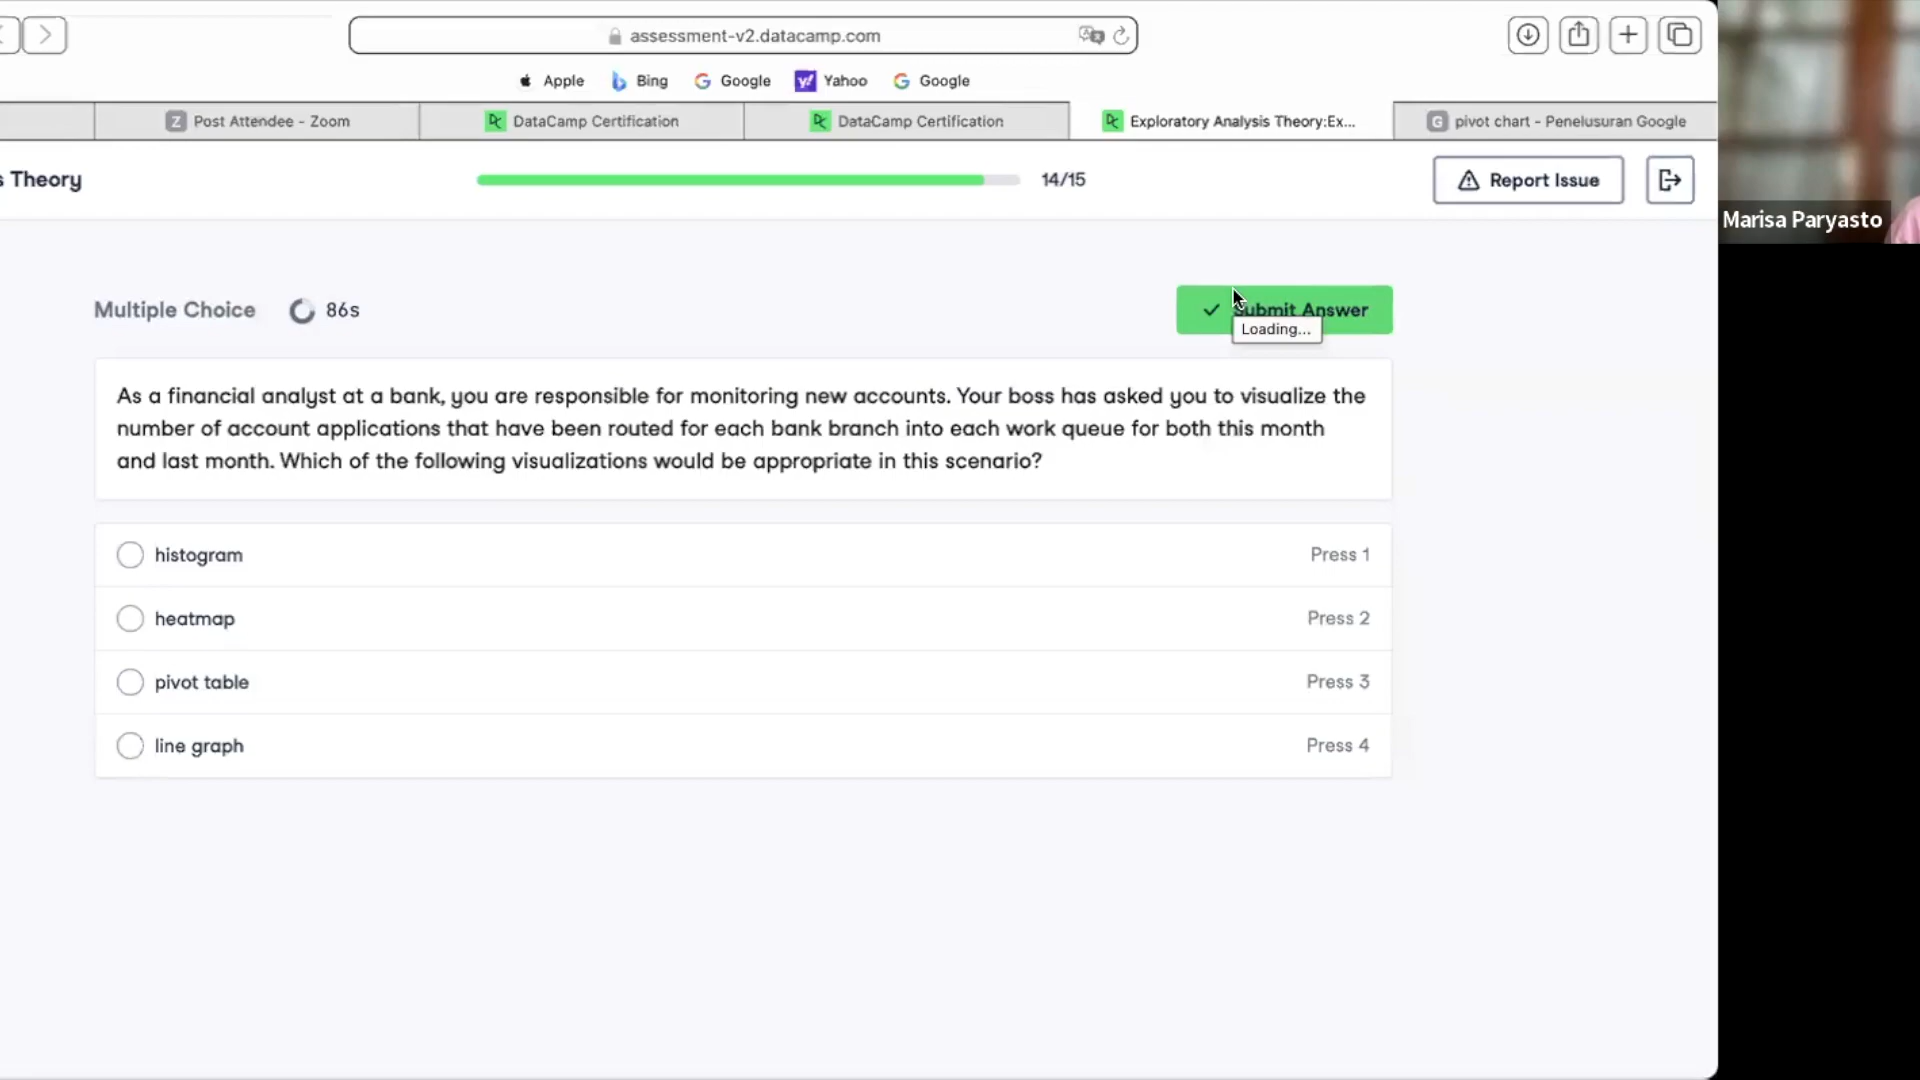 assessment-v2.datacamp.com
Apple Bing Google Yahoo Google
Post Attendee - Zoom DataCamp Certification DataCamp Certification Exploratory Analysis Theory:Ex... pivot chart - Penelusuran Google
s Theory 14/15 Report Issue
Marisa Paryasto
Multiple Choice 86s Submit Answer
Loading...
As a financial analyst at a bank, you are responsible for monitoring new accounts. Your boss has asked you to visualize the
number of account applications that have been routed for each bank branch into each work queue for both this month
and last month. Which of the following visualizations would be appropriate in this scenario?
histogram Press 1
heatmap Press 2
pivot table Press 3
line graph Press 4